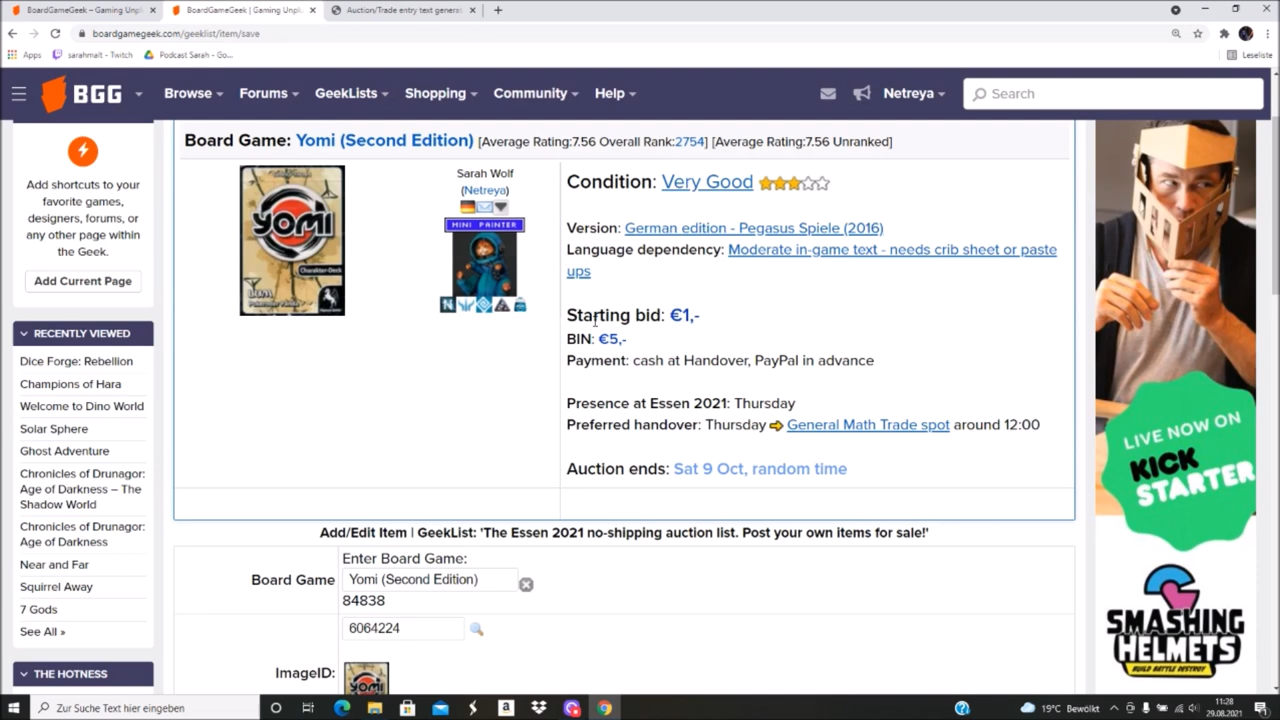 BoardGameGeek – Gaming Unpl
BoardGameGeek | Gaming Unpl
Auction/Trade entry text generat
boardgamegeek.com/geeklist/item/save
Apps
sarahmalt - Twitch
Podcast Sarah - Go...
Leseliste
BGG
Browse
Forums
GeekLists
Shopping
Community
Help
Netreya
Search
Add shortcuts to your
favorite games,
designers, forums, or
any other page within
the Geek.
Add Current Page
RECENTLY VIEWED
Dice Forge: Rebellion
Champions of Hara
Welcome to Dino World
Solar Sphere
Ghost Adventure
Chronicles of Drunagor:
Age of Darkness – The
Shadow World
Chronicles of Drunagor:
Age of Darkness
Near and Far
Squirrel Away
7 Gods
See All »
THE HOTNESS
Board Game: Yomi (Second Edition) [Average Rating:7.56 Overall Rank:2754] [Average Rating:7.56 Unranked]
YOMI
Charakter-Deck
Sarah Wolf
(Netreya)
MINI PAINTER
Condition: Very Good
Version: German edition - Pegasus Spiele (2016)
Language dependency: Moderate in-game text - needs crib sheet or paste
ups
Starting bid: €1,-
BIN: €5,-
Payment: cash at Handover, PayPal in advance
Presence at Essen 2021: Thursday
Preferred handover: Thursday General Math Trade spot around 12:00
Auction ends: Sat 9 Oct, random time
Add/Edit Item | GeekList: 'The Essen 2021 no-shipping auction list. Post your own items for sale!'
Board Game
Enter Board Game:
Yomi (Second Edition)
84838
6064224
ImageID:
YOMI
LIVE NOW ON
KICK
STARTER
SMASHING
HELMETS
BUILD BATTLE DESTROY
Zur Suche Text hier eingeben
19°C Bewölkt
11:28
29.08.2021